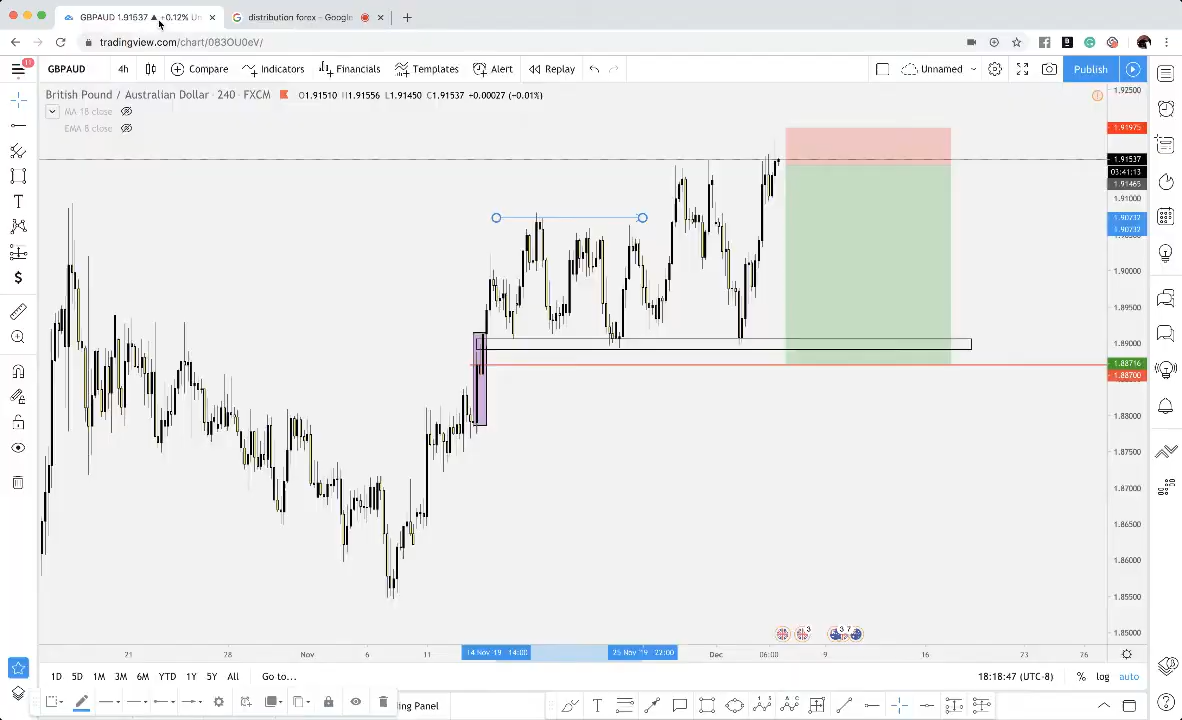 GBPAUD 1.91537 ▲ +0.12% Un
distribution forex - Google
tradingview.com/chart/083OU0eV/
11
GBPAUD
4h
Compare
Indicators
Financials
Templates
Alert
Replay
Unnamed
Publish
British Pound / Australian Dollar · 240 · FXCM
O1.91510 H1.91556 L1.91450 C1.91537 +0.00027 (−0.01%)
MA 18 close
EMA 8 close
1.92500
1.91975
1.91537
03:41:13
1.91465
1.91000
1.90732
1.90732
1.90000
1.89500
1.89000
1.88716
1.88700
1.88000
1.87500
1.87000
1.86500
1.86000
1.85500
1.85000
3
3 7
21
28
Nov
11
14 Nov '19 - 14:00
25 Nov '19 - 22:00
Dec
06:00
9
16
23
26
1D 5D 1M 3M 6M YTD 1Y 5Y All Go to...
18:18:47 (UTC-8) % log auto
ing Panel